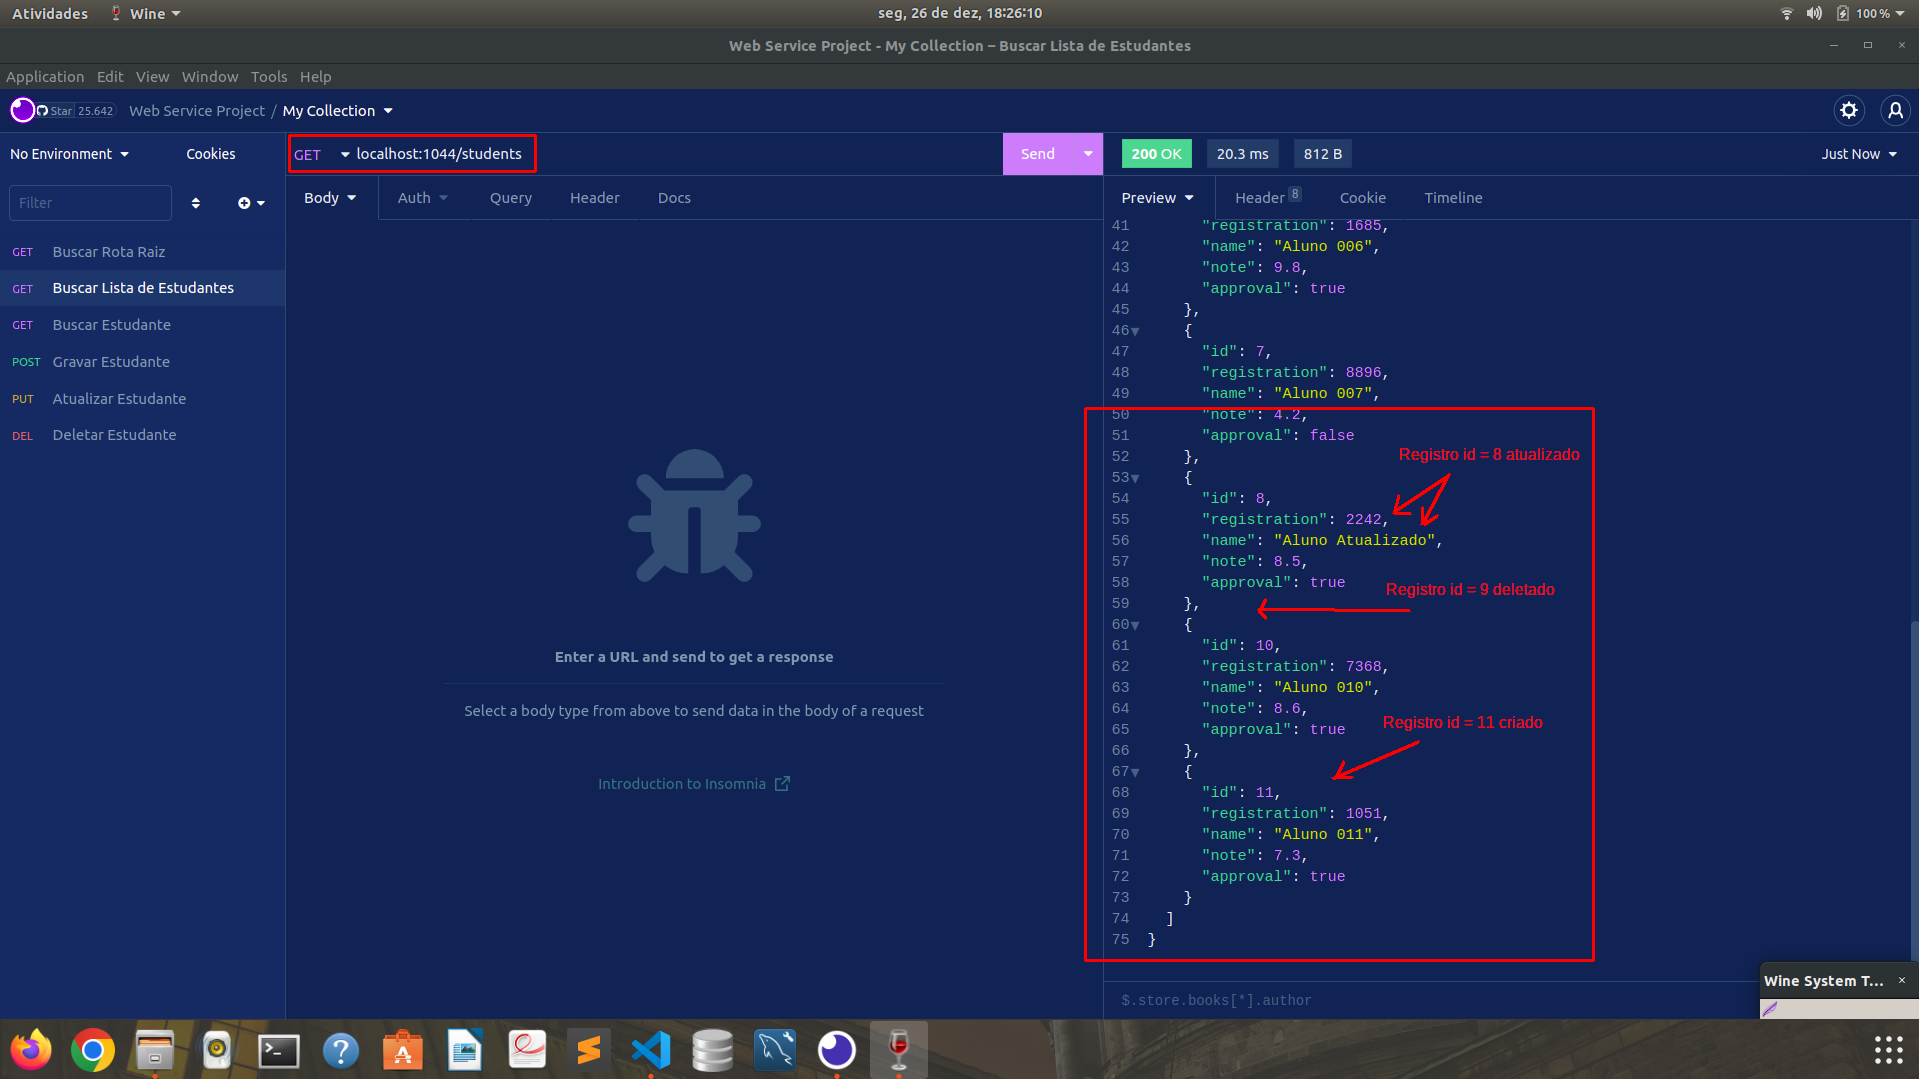 Atividades
Wine
seg, 26 de dez, 18:26:10
100 %
Web Service Project - My Collection – Buscar Lista de Estudantes
Application Edit View Window Tools Help
Star 25.642
Web Service Project / My Collection
No Environment
Cookies
GET localhost:1044/students
Send
200 OK
20.3 ms
812 B
Just Now
Filter
Body Auth Query Header Docs
Preview Header 8 Cookie Timeline
GET Buscar Rota Raiz
GET Buscar Lista de Estudantes
GET Buscar Estudante
POST Gravar Estudante
PUT Atualizar Estudante
DEL Deletar Estudante
Enter a URL and send to get a response
Select a body type from above to send data in the body of a request
Introduction to Insomnia
41 "registration": 1685,
42 "name": "Aluno 006",
43 "note": 9.8,
44 "approval": true
45 },
46 {
47 "id": 7,
48 "registration": 8896,
49 "name": "Aluno 007",
50 "note": 4.2,
51 "approval": false
52 },
Registro id = 8 atualizado
53 {
54 "id": 8,
55 "registration": 2242,
56 "name": "Aluno Atualizado",
57 "note": 8.5,
58 "approval": true
Registro id = 9 deletado
59 },
60 {
61 "id": 10,
62 "registration": 7368,
63 "name": "Aluno 010",
64 "note": 8.6,
65 "approval": true
Registro id = 11 criado
66 },
67 {
68 "id": 11,
69 "registration": 1051,
70 "name": "Aluno 011",
71 "note": 7.3,
72 "approval": true
73 }
74 ]
75 }
$.store.books[*].author
Wine System T...